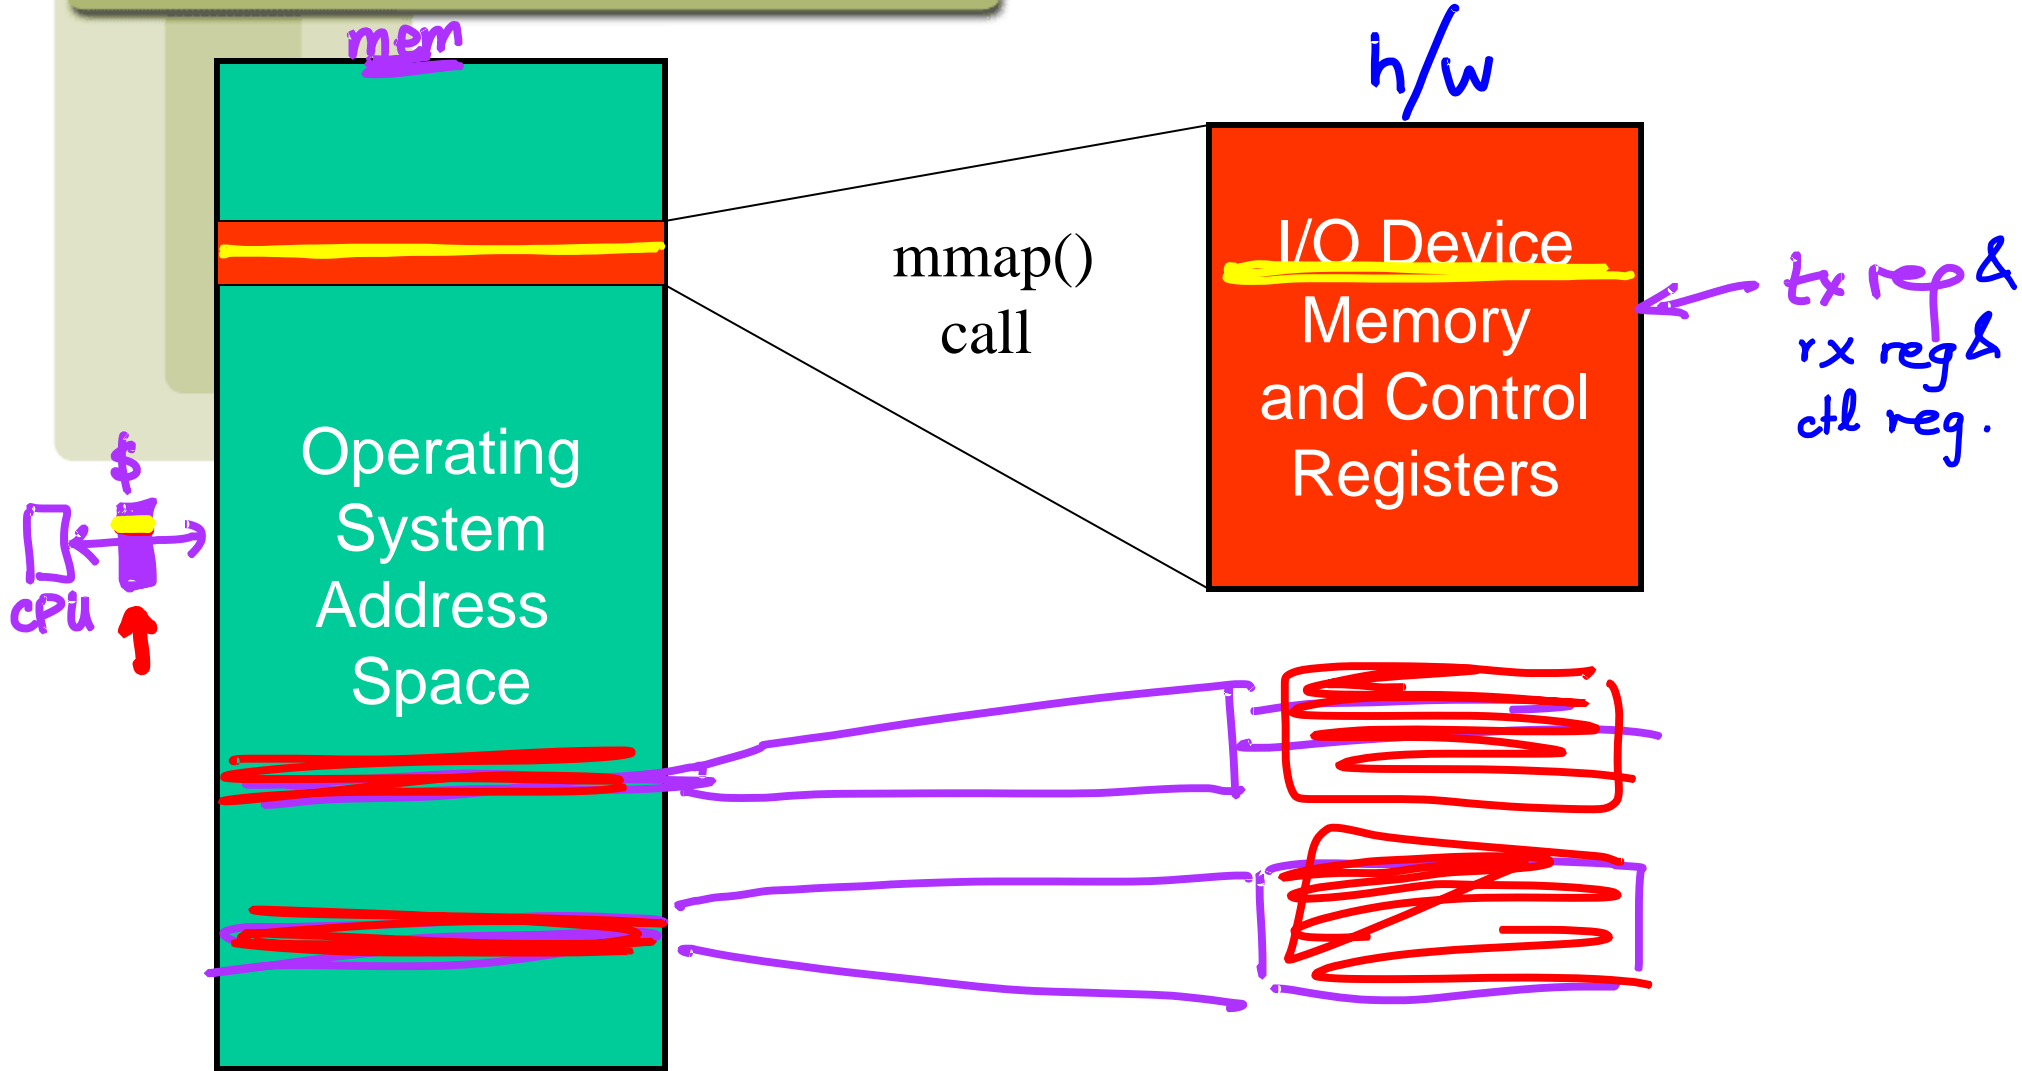 mem
h/w
mmap()
call
I/O Device
Memory
and Control
Registers
tx reg &
rx reg &
ctl reg.
Operating
System
Address
Space
$
CPU